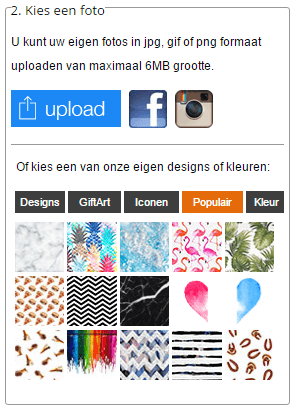 2. Kies een foto
U kunt uw eigen fotos in jpg, gif of png formaat
uploaden van maximaal 6MB grootte.
upload
Of kies een van onze eigen designs of kleuren:
Designs GiftArt Iconen Populair Kleur